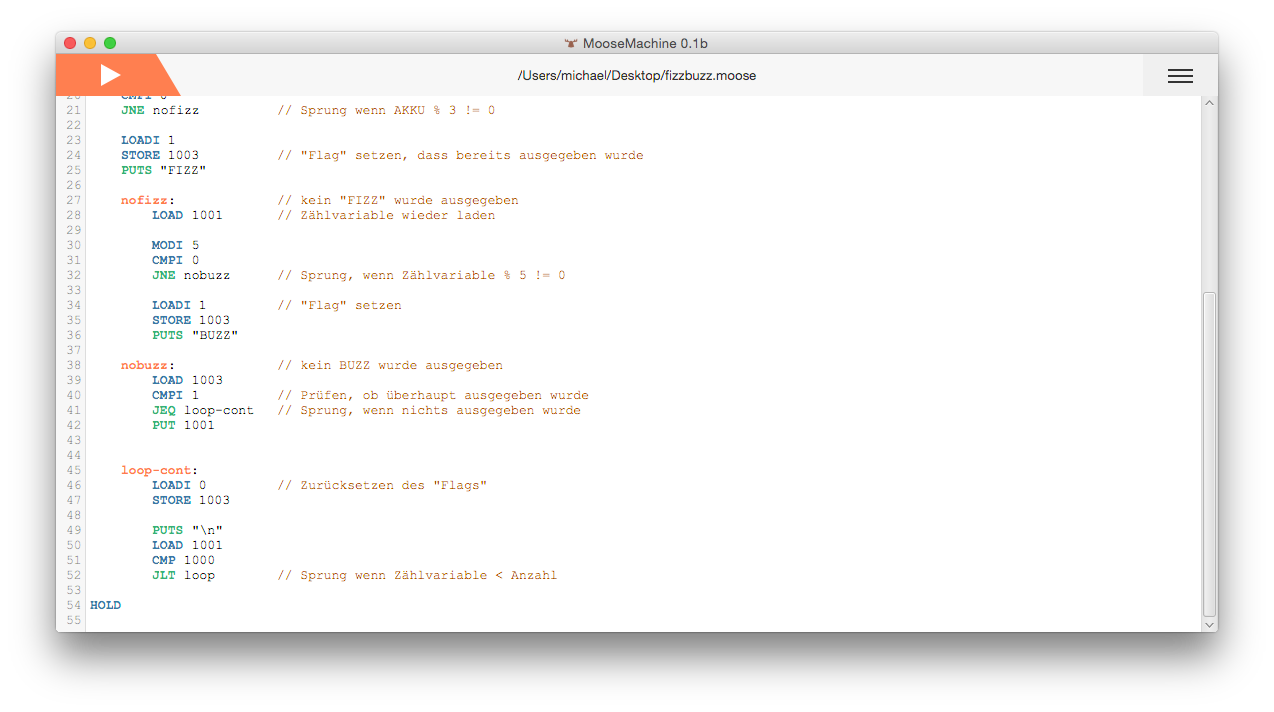 MooseMachine 0.1b
/Users/michael/Desktop/fizzbuzz.moose
20 CMPI 0
21 JNE nofizz // Sprung wenn AKKU % 3 != 0
22
23 LOADI 1
24 STORE 1003 // "Flag" setzen, dass bereits ausgegeben wurde
25 PUTS "FIZZ"
26
27 nofizz: // kein "FIZZ" wurde ausgegeben
28 LOAD 1001 // Zählvariable wieder laden
29
30 MODI 5
31 CMPI 0
32 JNE nobuzz // Sprung, wenn Zählvariable % 5 != 0
33
34 LOADI 1 // "Flag" setzen
35 STORE 1003
36 PUTS "BUZZ"
37
38 nobuzz: // kein BUZZ wurde ausgegeben
39 LOAD 1003
40 CMPI 1 // Prüfen, ob überhaupt ausgegeben wurde
41 JEQ loop-cont // Sprung, wenn nichts ausgegeben wurde
42 PUT 1001
43
44
45 loop-cont:
46 LOADI 0 // Zurücksetzen des "Flags"
47 STORE 1003
48
49 PUTS "\n"
50 LOAD 1001
51 CMP 1000
52 JLT loop // Sprung wenn Zählvariable < Anzahl
53
54 HOLD
55